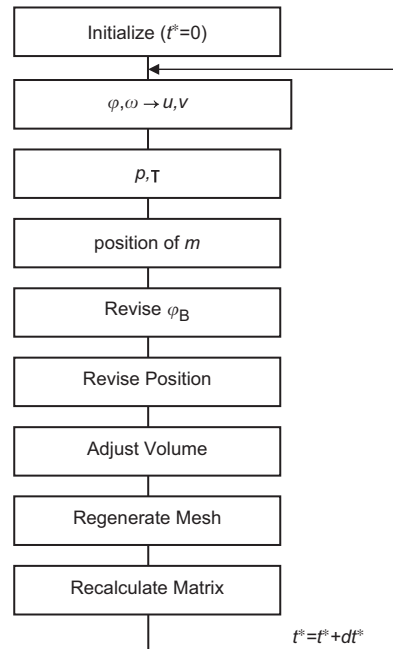 Initialize (t*=0)
φ,ω → u,v
p,T
position of m
Revise φB
Revise Position
Adjust Volume
Regenerate Mesh
Recalculate Matrix
t*=t*+dt*